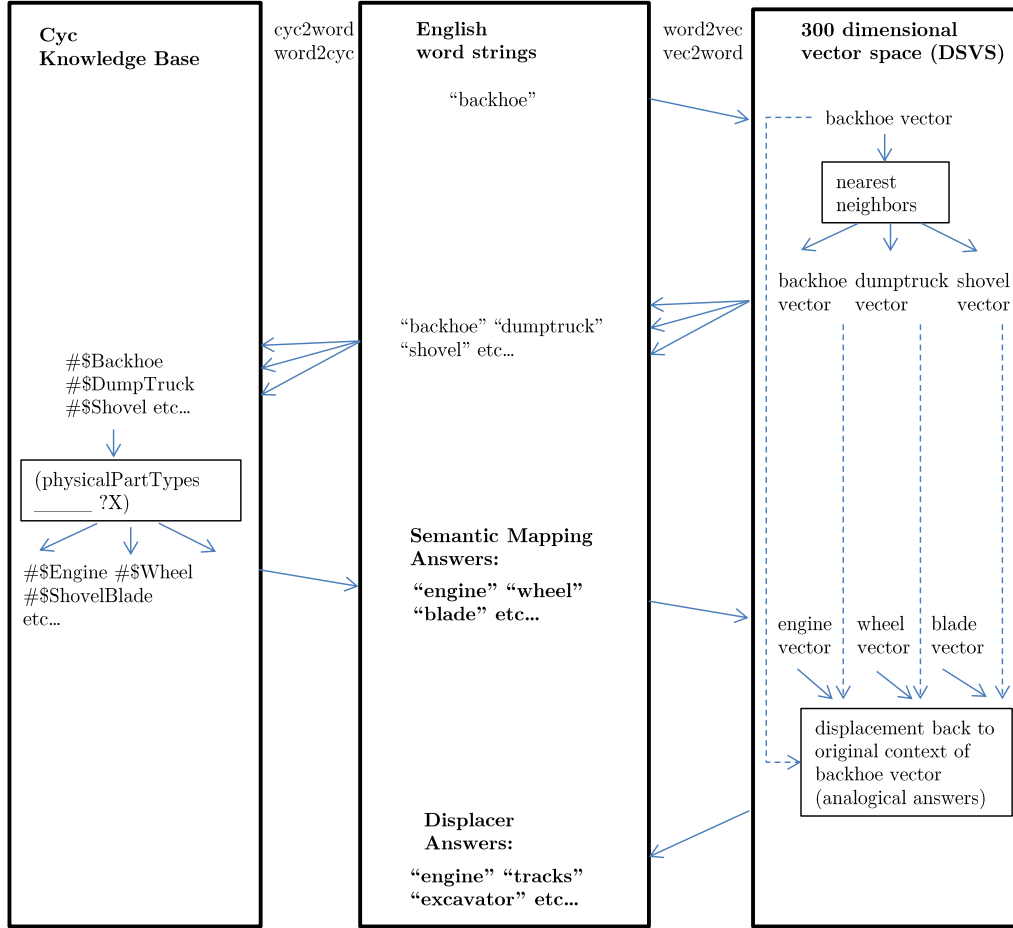 Cyc
Knowledge Base
cyc2word
word2cyc
English
word strings
word2vec
vec2word
300 dimensional
vector space (DSVS)
“backhoe”
backhoe vector
nearest
neighbors
backhoe dumptruck shovel
vector vector vector
“backhoe” “dumptruck”
“shovel” etc...
#$Backhoe
#$DumpTruck
#$Shovel etc...
(physicalPartTypes
______ ?X)
#$Engine #$Wheel
#$ShovelBlade
etc...
Semantic Mapping
Answers:
“engine” “wheel”
“blade” etc...
engine wheel blade
vector vector vector
displacement back to
original context of
backhoe vector
(analogical answers)
Displacer
Answers:
“engine” “tracks”
“excavator” etc...